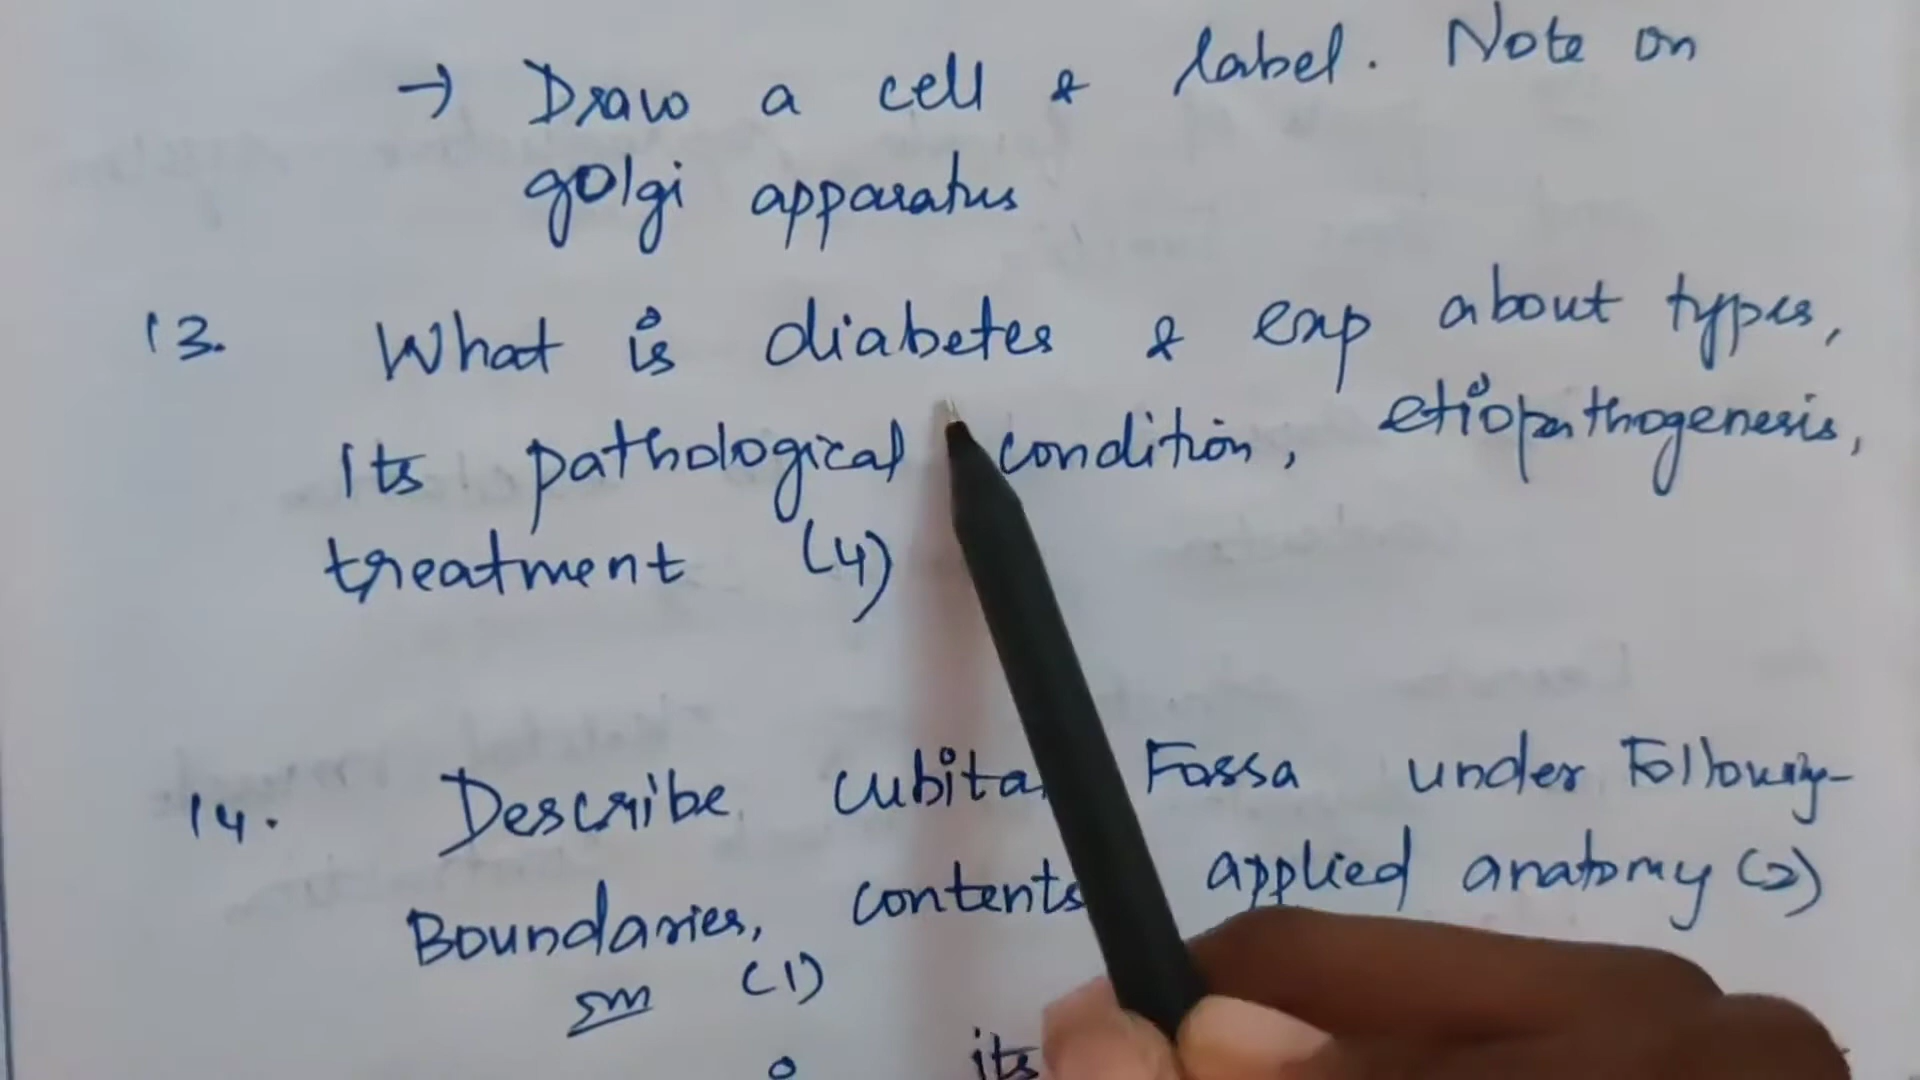 → Draw a cell & label. Note on
golgi apparatus
13. What is diabetes & exp about types,
its pathological condition, etiopathogenesis,
treatment (4)
14. Describe cubita Fossa under Following-
Boundaries, contents applied anatomy (2)
5m (1)
its